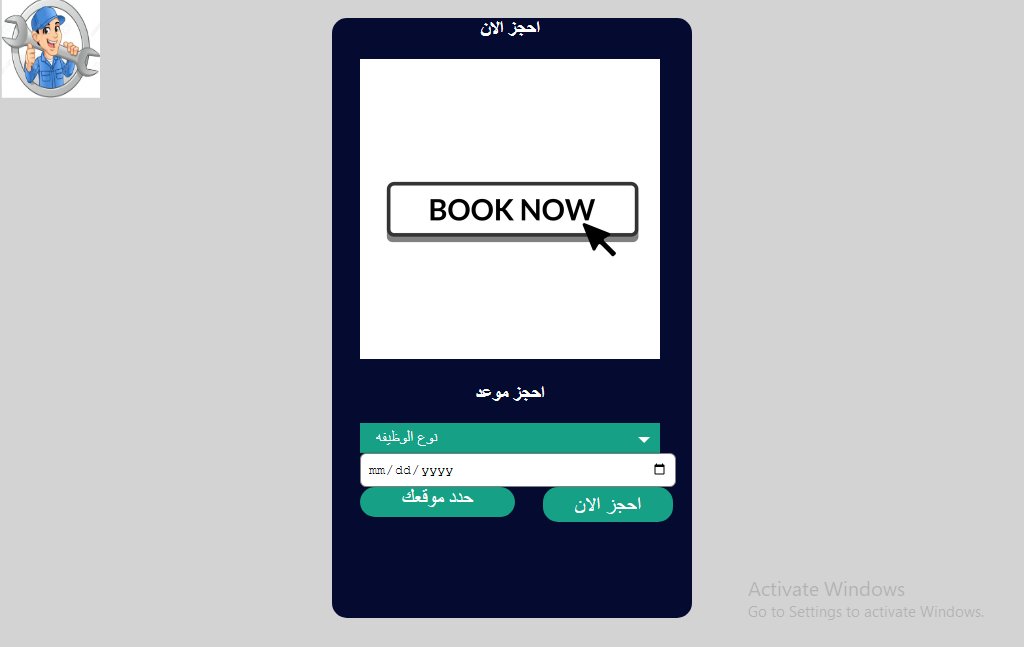 احجز الان
BOOK NOW
احجز موعد
نوع الوظيفه
mm/dd/yyyy
حدد موقعك
احجز الان
Activate Windows
Go to Settings to activate Windows.